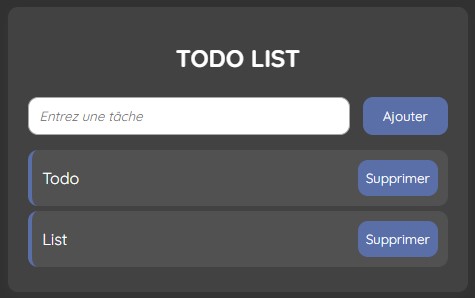 TODO LIST
Entrez une tâche
Ajouter
Todo
Supprimer
List
Supprimer